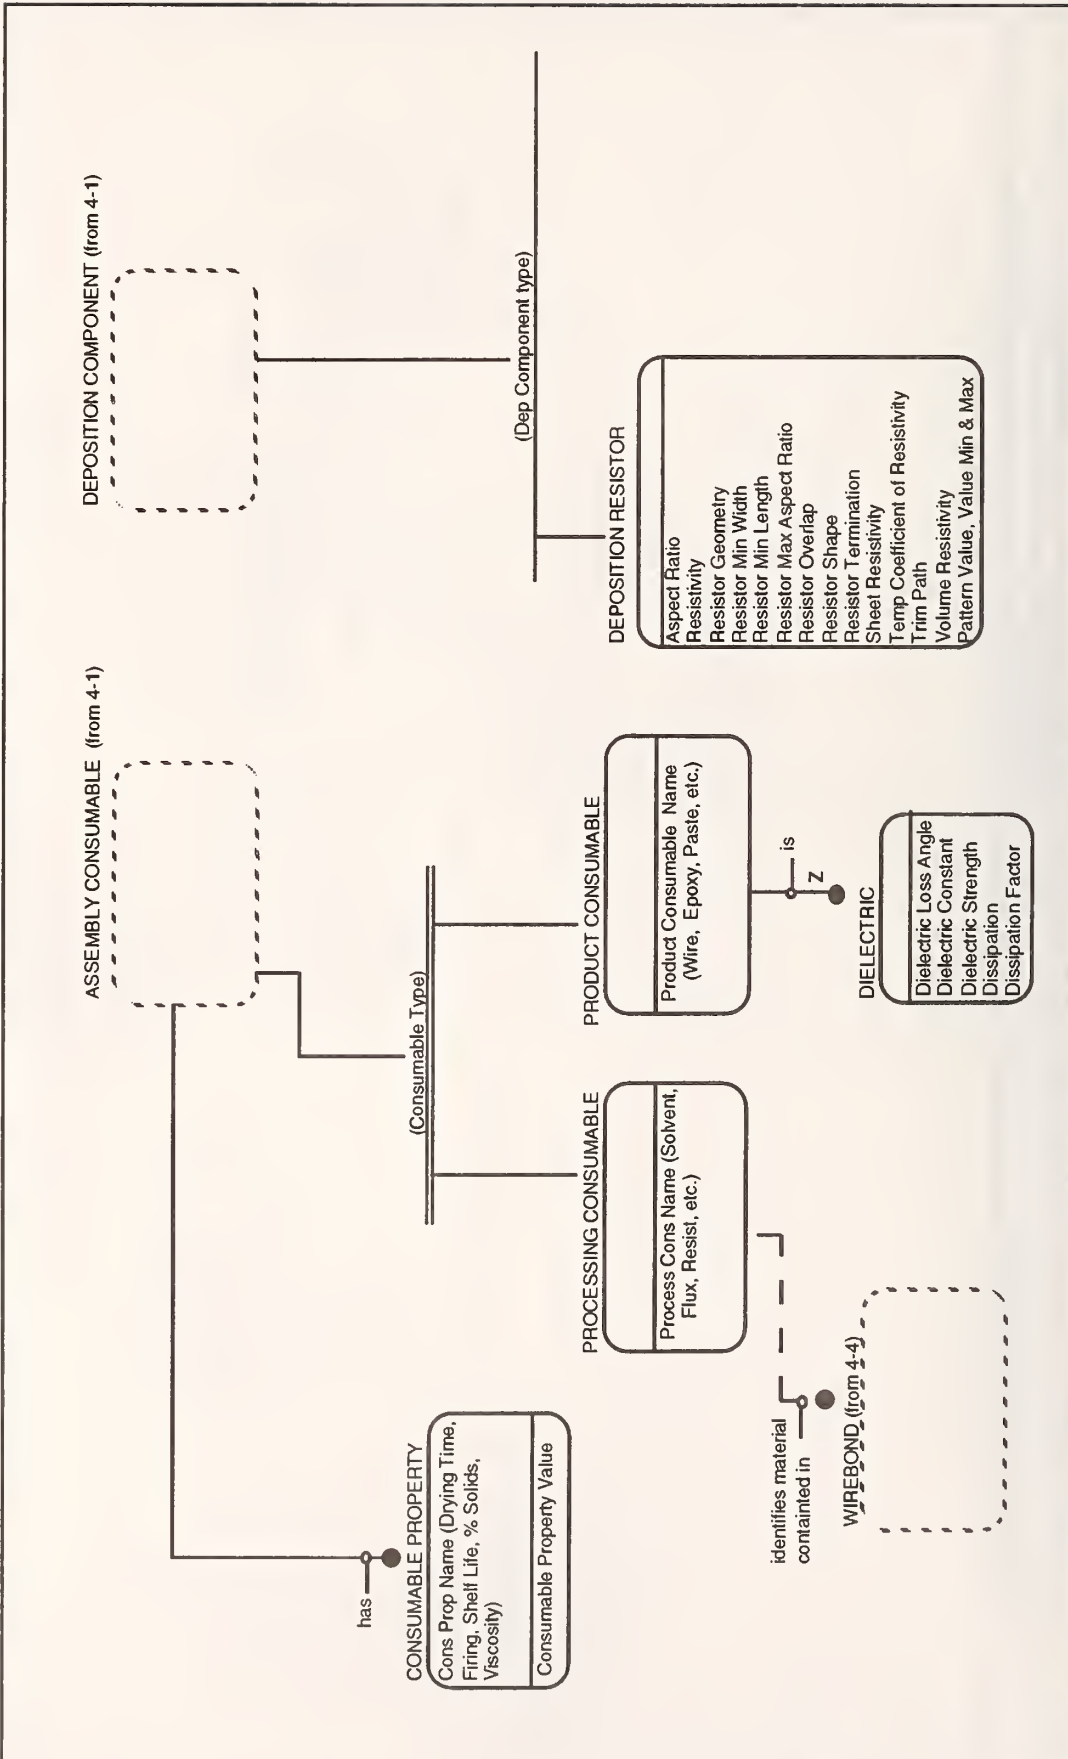 ASSEMBLY CONSUMABLE (from 4-1)
DEPOSITION COMPONENT (from 4-1)
has
(Consumable Type)
(Dep Component type)
CONSUMABLE PROPERTY
Cons Prop Name (Drying Time,
Firing, Shelf Life, % Solids,
Viscosity)
Consumable Property Value
PROCESSING CONSUMABLE
Process Cons Name (Solvent,
Flux, Resist, etc.)
PRODUCT CONSUMABLE
Product Consumable Name
(Wire, Epoxy, Paste, etc.)
DEPOSITION RESISTOR
Aspect Ratio
Resistivity
Resistor Geometry
Resistor Min Width
Resistor Min Length
Resistor Max Aspect Ratio
Resistor Overlap
Resistor Shape
Resistor Termination
Sheet Resistivity
Temp Coefficient of Resistivity
Trim Path
Volume Resistivity
Pattern Value, Value Min & Max
identifies material
containted in
is
Z
WIREBOND (from 4-4)
DIELECTRIC
Dielectric Loss Angle
Dielectric Constant
Dielectric Strength
Dissipation
Dissipation Factor